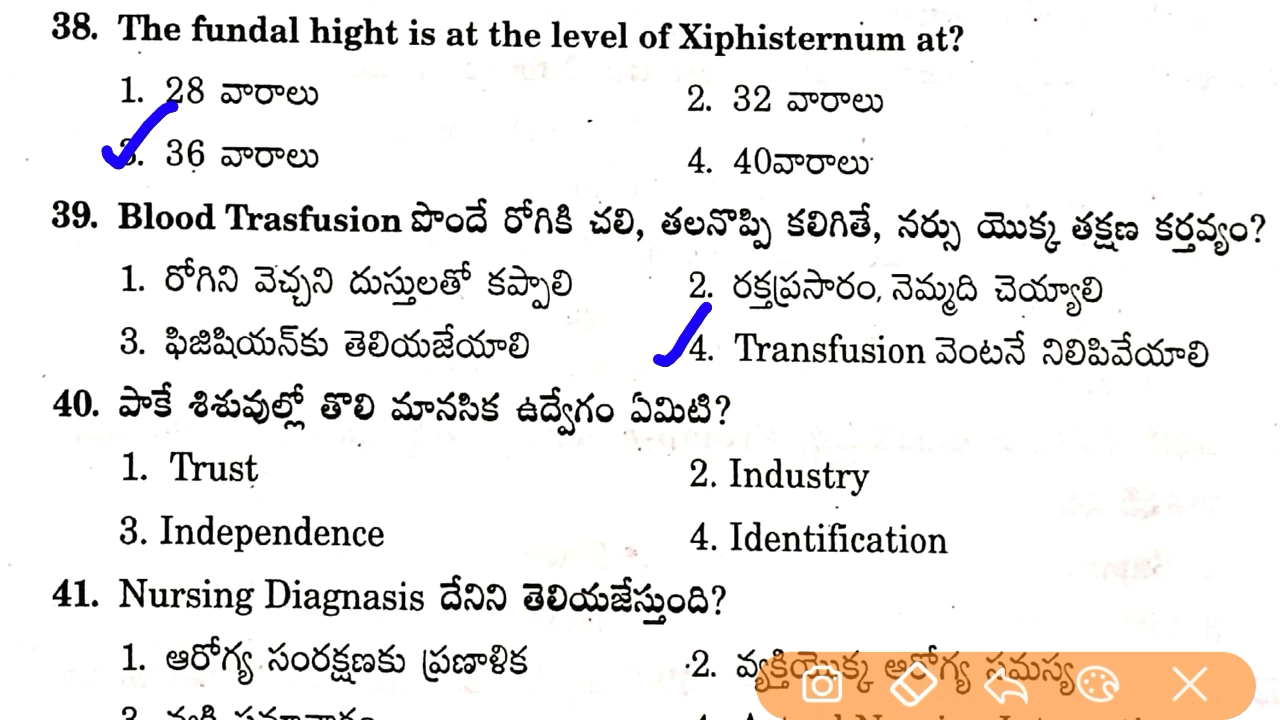 38. The fundal hight is at the level of Xiphisternum at?
1. 28 వారాలు 2. 32 వారాలు
3. 36 వారాలు 4. 40వారాలు
39. Blood Trasfusion పొందే రోగికి చలి, తలనొప్పి కలిగితే, నర్సు యొక్క తక్షణ కర్తవ్యం?
1. రోగిని వెచ్చని దుస్తులతో కప్పాలి 2. రక్తప్రసారం, నెమ్మది చెయ్యాలి
3. ఫిజిషియన్‌కు తెలియజేయాలి 4. Transfusion వెంటనే నిలిపివేయాలి
40. పాకే శిశువుల్లో తొలి మానసిక ఉద్వేగం ఏమిటి?
1. Trust 2. Industry
3. Independence 4. Identification
41. Nursing Diagnasis దేనిని తెలియజేస్తుంది?
1. ఆరోగ్య సంరక్షణకు ప్రణాళిక 2. వ్యక్తియొక్క ఆరోగ్య సమస్య